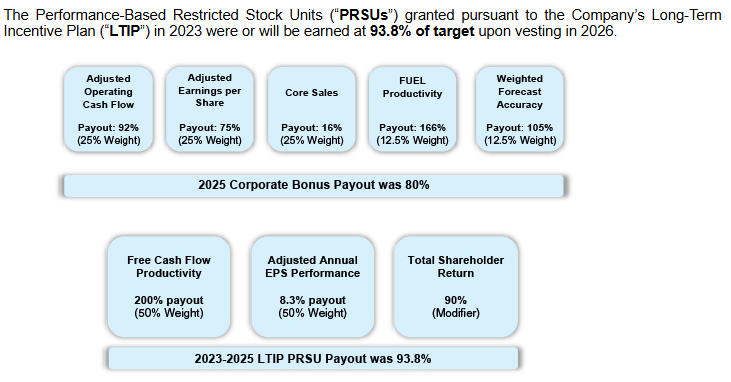 The Performance-Based Restricted Stock Units ("PRSUs") granted pursuant to the Company's Long-Term
Incentive Plan ("LTIP") in 2023 were or will be earned at 93.8% of target upon vesting in 2026.
Adjusted
Operating
Cash Flow
Payout: 92%
(25% Weight)
Adjusted
Earnings per
Share
Payout: 75%
(25% Weight)
Core Sales
Payout: 16%
(25% Weight)
FUEL
Productivity
Payout: 166%
(12.5% Weight)
Weighted
Forecast
Accuracy
Payout: 105%
(12.5% Weight)
2025 Corporate Bonus Payout was 80%
Free Cash Flow
Productivity
200% payout
(50% Weight)
Adjusted Annual
EPS Performance
8.3% payout
(50% Weight)
Total Shareholder
Return
90%
(Modifier)
2023-2025 LTIP PRSU Payout was 93.8%